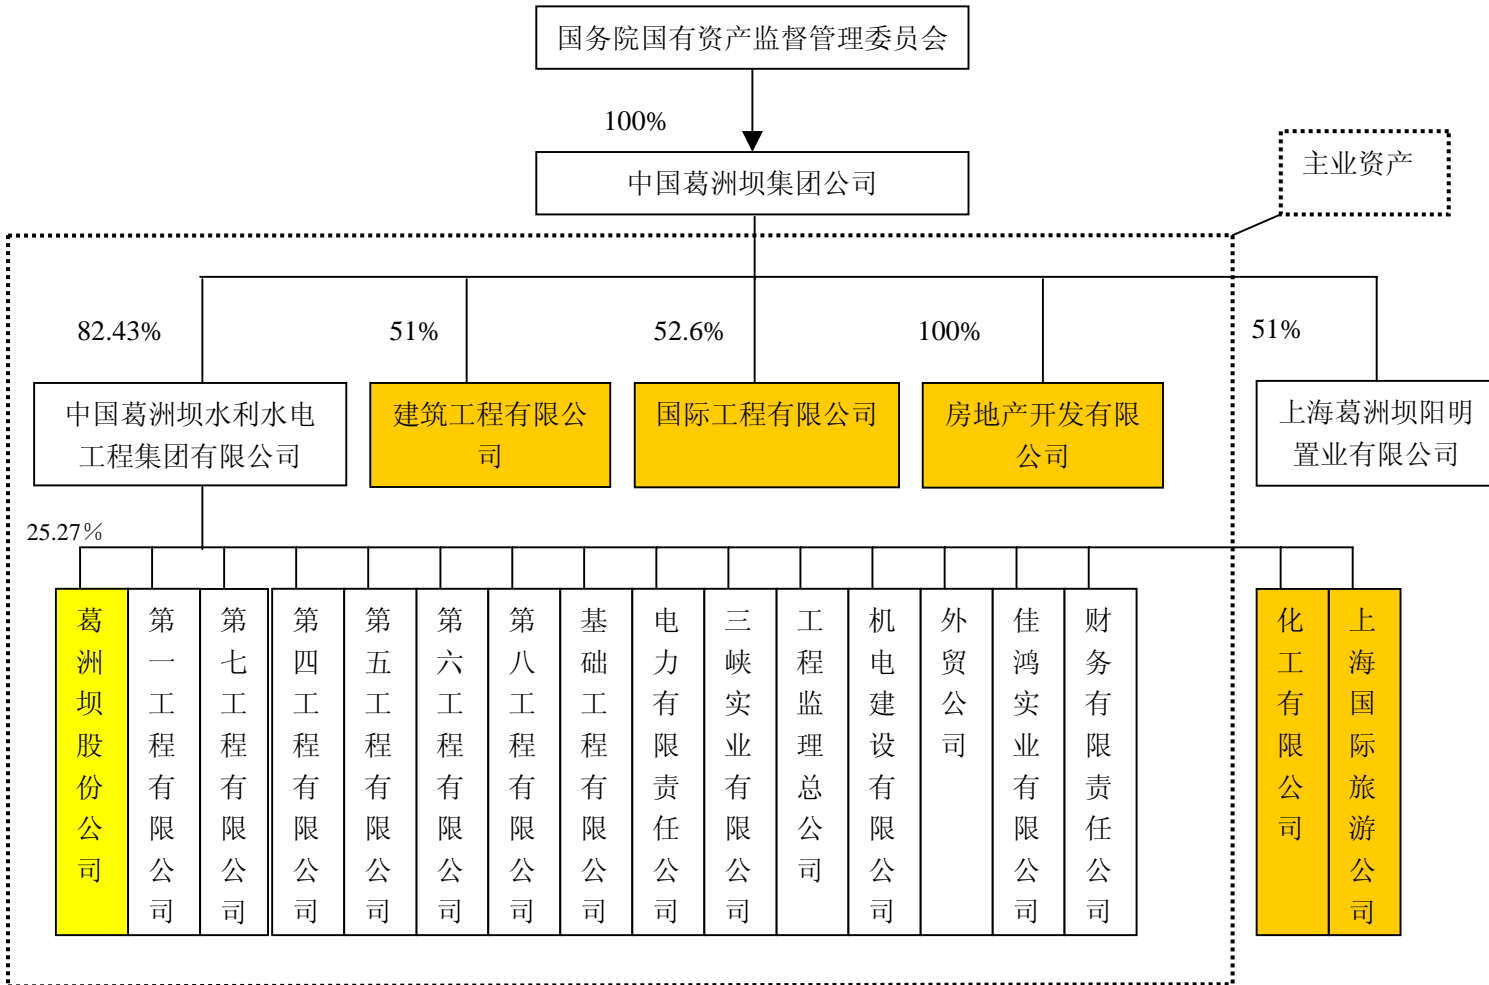 国务院国有资产监督管理委员会
100%
中国葛洲坝集团公司
主业资产
82.43%
51%
52.6%
100%
51%
中国葛洲坝水利水电
工程集团有限公司
建筑工程有限公
司
国际工程有限公司
房地产开发有限
公司
上海葛洲坝阳明
置业有限公司
25.27%
葛洲坝股份公司
第一工程有限公司
第七工程有限公司
第四工程有限公司
第五工程有限公司
第六工程有限公司
第八工程有限公司
基础工程有限公司
电力有限责任公司
三峡实业有限公司
工程监理总公司
机电建设有限公司
外贸公司
佳鸿实业有限公司
财务有限责任公司
化工有限公司
上海国际旅游公司